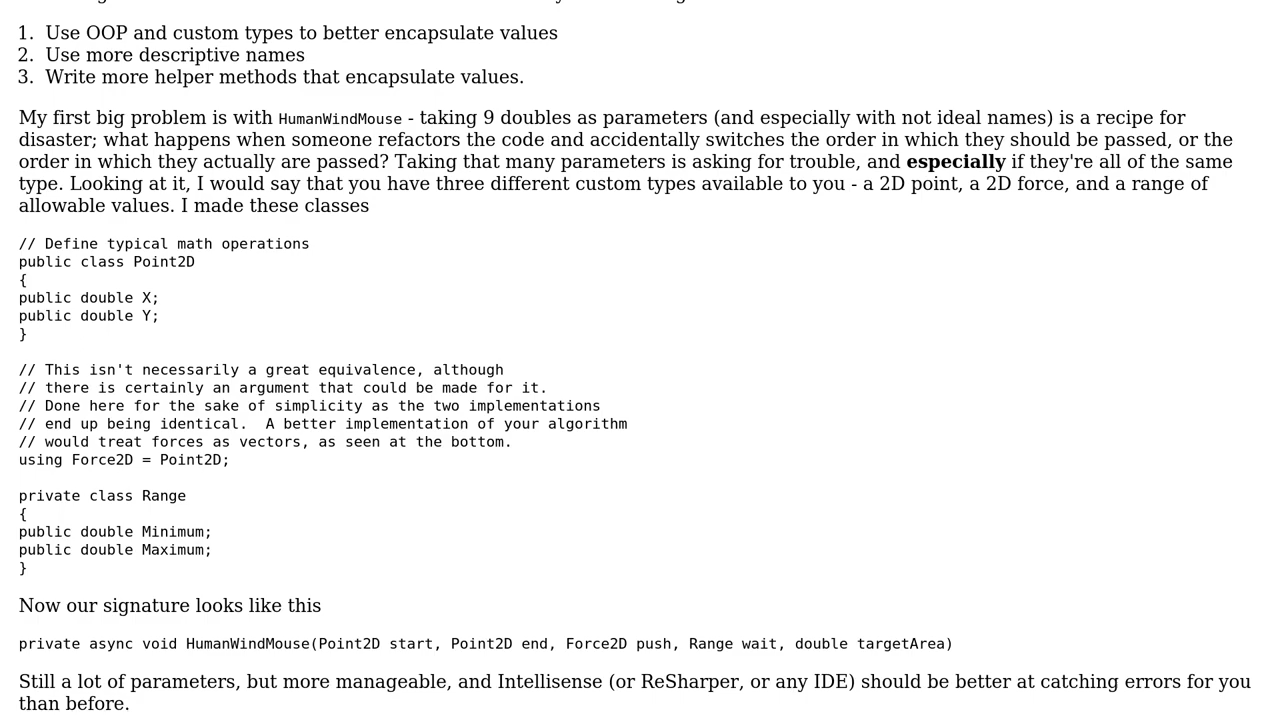 1. Use OOP and custom types to better encapsulate values
2. Use more descriptive names
3. Write more helper methods that encapsulate values.
My first big problem is with HumanWindMouse - taking 9 doubles as parameters (and especially with not ideal names) is a recipe for
disaster; what happens when someone refactors the code and accidentally switches the order in which they should be passed, or the
order in which they actually are passed? Taking that many parameters is asking for trouble, and especially if they're all of the same
type. Looking at it, I would say that you have three different custom types available to you - a 2D point, a 2D force, and a range of
allowable values. I made these classes
// Define typical math operations
public class Point2D
{
public double X;
public double Y;
}
// This isn't necessarily a great equivalence, although
// there is certainly an argument that could be made for it.
// Done here for the sake of simplicity as the two implementations
// end up being identical.  A better implementation of your algorithm
// would treat forces as vectors, as seen at the bottom.
using Force2D = Point2D;
private class Range
{
public double Minimum;
public double Maximum;
}
Now our signature looks like this
private async void HumanWindMouse(Point2D start, Point2D end, Force2D push, Range wait, double targetArea)
Still a lot of parameters, but more manageable, and Intellisense (or ReSharper, or any IDE) should be better at catching errors for you
than before.